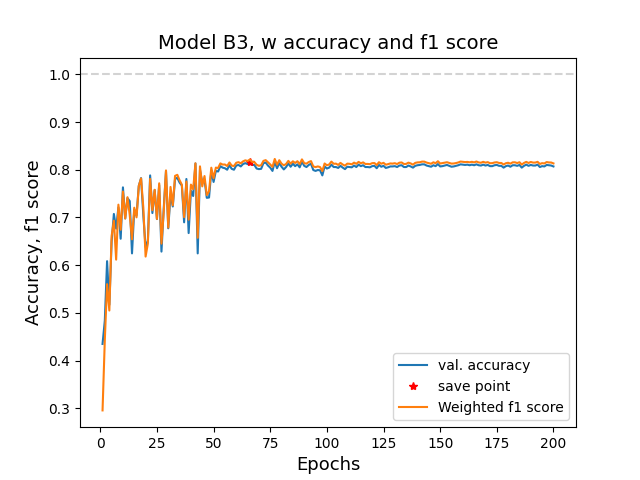 Model B3, w accuracy and f1 score
Accuracy, f1 score
1.0
0.9
0.8
0.7
0.6
0.5
0.4
0.3
val. accuracy
save point
Weighted f1 score
0 25 50 75 100 125 150 175 200
Epochs